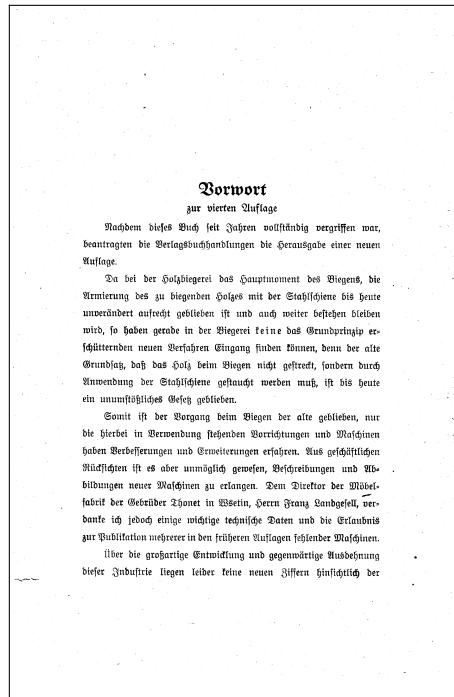 Vorwort
zur vierten Auflage
Nachdem dieses Buch seit Jahren vollständig vergriffen war,
beantragten die Verlagsbuchhandlungen die Herausgabe einer neuen
Auflage.
Da bei der Holzbiegerei das Hauptmoment des Biegens, die
Armierung des zu biegenden Holzes mit der Stahlschiene bis heute
unverändert aufrecht geblieben ist und auch weiter bestehen bleiben
wird, so haben gerade in der Biegerei keine das Grundprinzip er-
schütternden neuen Verfahren Eingang finden können, denn der alte
Grundsatz, daß das Holz beim Biegen nicht gestreckt, sondern durch
Anwendung der Stahlschiene gestaucht werden muß, ist bis heute
ein unumstößliches Gesetz geblieben.
Somit ist der Vorgang beim Biegen der alte geblieben, nur
die hierbei in Verwendung stehenden Vorrichtungen und Maschinen
haben Verbesserungen und Erweiterungen erfahren. Aus geschäftlichen
Rücksichten ist es aber unmöglich gewesen, Beschreibungen und Ab-
bildungen neuer Maschinen zu erlangen. Dem Direktor der Möbel-
fabrik der Gebrüder Thonet in Wsetin, Herrn Franz Landgesell, ver-
danke ich jedoch einige wichtige technische Daten und die Erlaubnis
zur Publikation mehrerer in den früheren Auflagen fehlender Maschinen.
Über die großartige Entwicklung und gegenwärtige Ausdehnung
dieser Industrie liegen leider keine neuen Ziffern hinsichtlich der